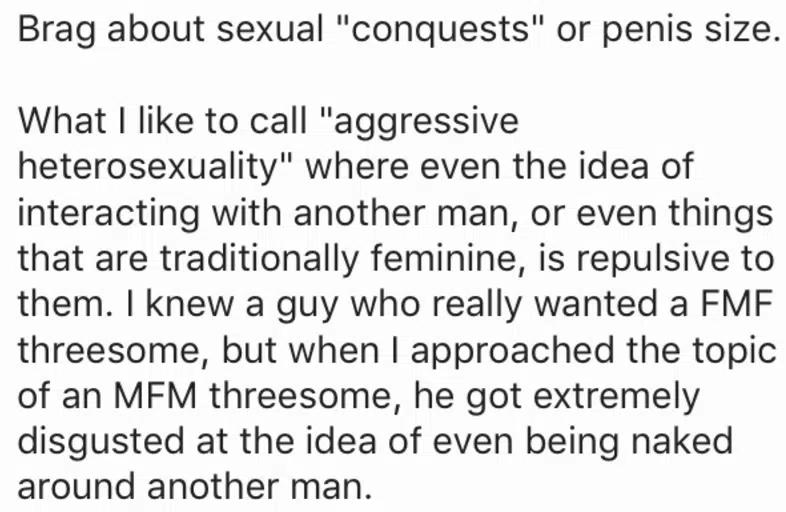 Brag about sexual "conquests" or penis size.
What I like to call "aggressive
heterosexuality" where even the idea of
interacting with another man, or even things
that are traditionally feminine, is repulsive to
them. I knew a guy who really wanted a FMF
threesome, but when I approached the topic
of an MFM threesome, he got extremely
disgusted at the idea of even being naked
around another man.